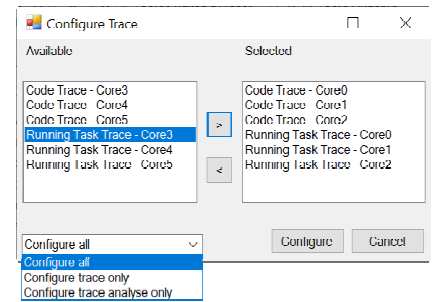 Configure Trace
Available
Selected
Code Trace - Core3
Code Trace - Core4
Code Trace - Core5
Running Task Trace - Core3
Running Task Trace - Core4
Running Task Trace - Core5
>
<
Code Trace - Core0
Code Trace - Core1
Code Trace - Core2
Running Task Trace - Core0
Running Task Trace - Core1
Running Task Trace - Core2
Configure all
Configure all
Configure trace only
Configure trace analyse only
Configure
Cancel